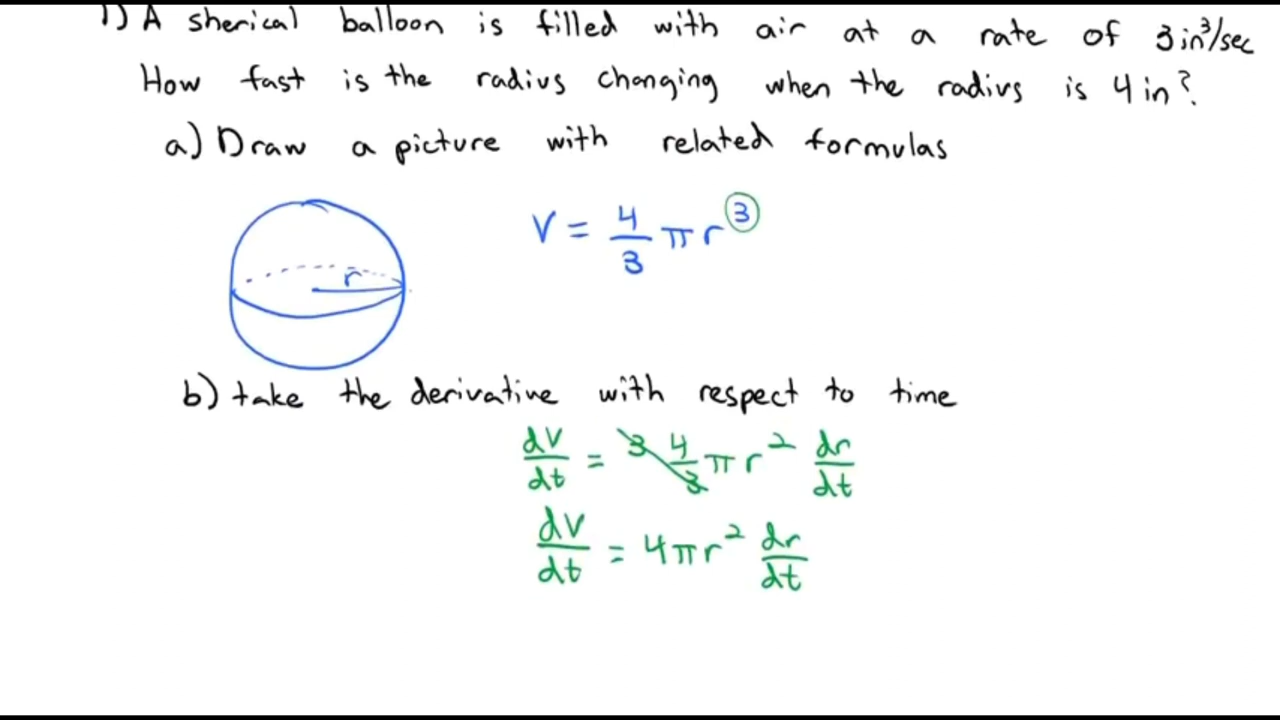 1) A sherical balloon is filled with air at a rate of 3 in³/sec
How fast is the radius changing when the radius is 4 in?
a) Draw a picture with related formulas
r
V = 4/3 π r³
b) take the derivative with respect to time
dV/dt = 3 4/3 π r² dr/dt
dV/dt = 4 π r² dr/dt